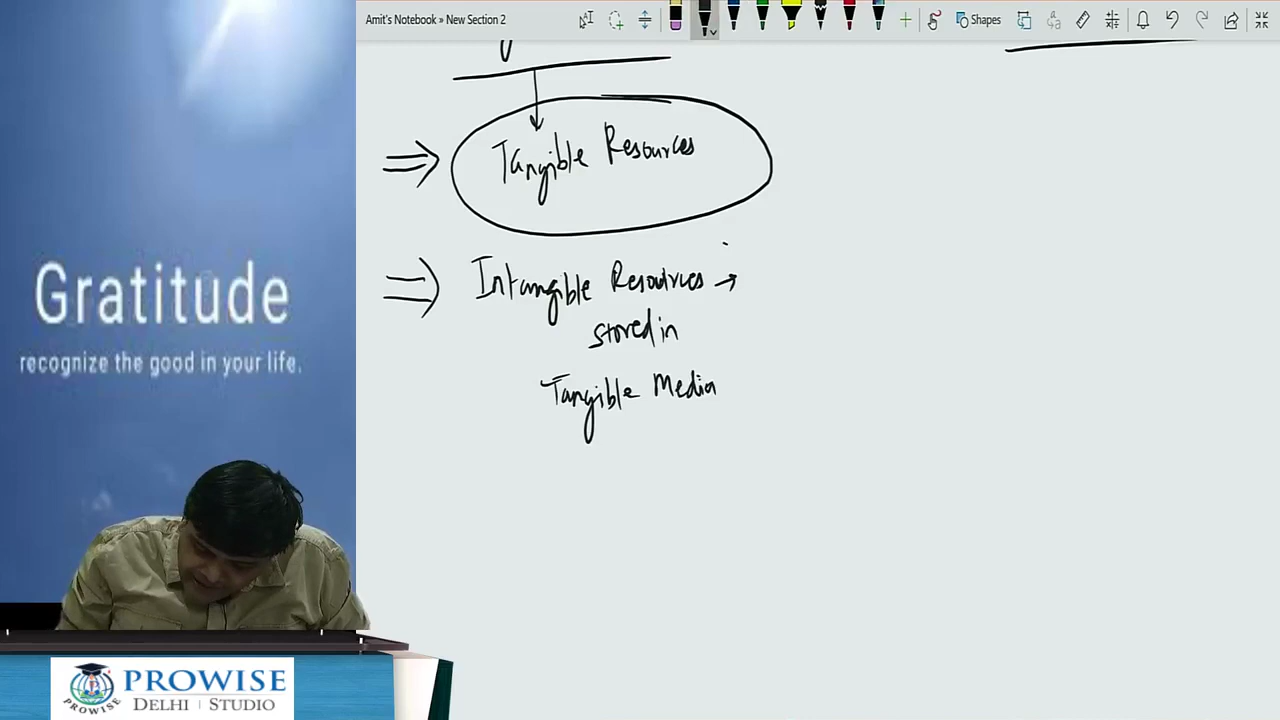 Amit's Notebook » New Section 2
Shapes
Tangible Resources
Intangible Resources →
stored in
Tangible Media
Gratitude
recognize the good in your life.
PROWISE
PROWISE
DELHI | STUDIO